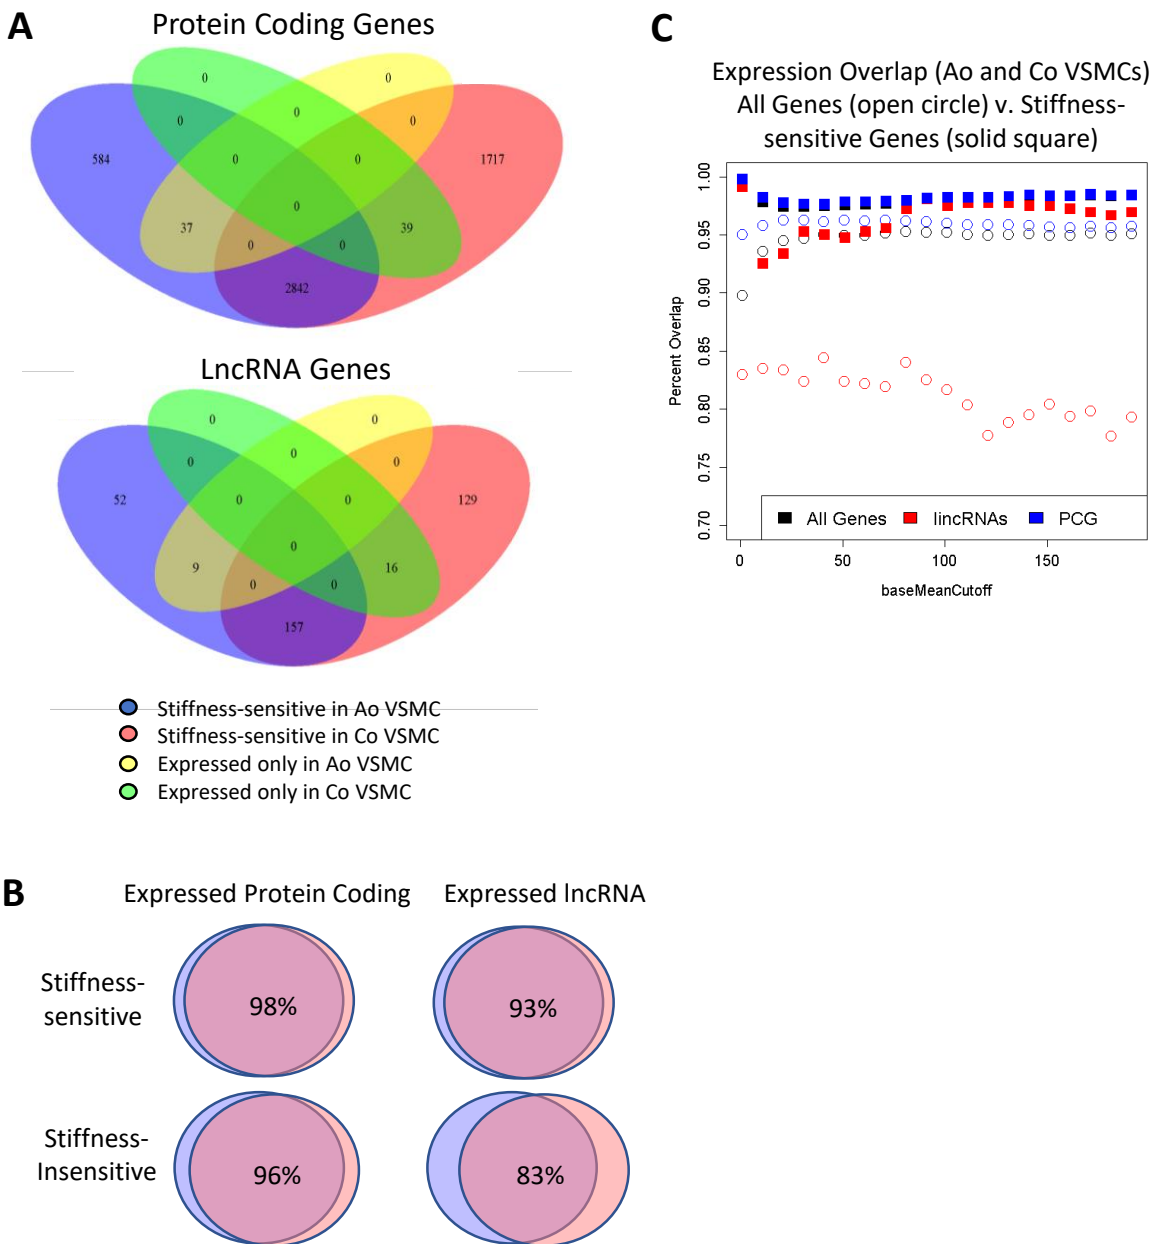 A
Protein Coding Genes
0
0
0
0
0
584
0
0
1717
0
37
0
0
39
2842
LncRNA Genes
0
0
0
0
0
52
0
0
129
0
9
0
0
16
157
Stiffness-sensitive in Ao VSMC
Stiffness-sensitive in Co VSMC
Expressed only in Ao VSMC
Expressed only in Co VSMC
B
Expressed Protein Coding
Expressed lncRNA
Stiffness-
sensitive
98%
93%
Stiffness-
Insensitive
96%
83%
C
Expression Overlap (Ao and Co VSMCs)
All Genes (open circle) v. Stiffness-
sensitive Genes (solid square)
Percent Overlap
1.00
0.95
0.90
0.85
0.80
0.75
0.70
All Genes
lincRNAs
PCG
0
50
100
150
baseMeanCutoff